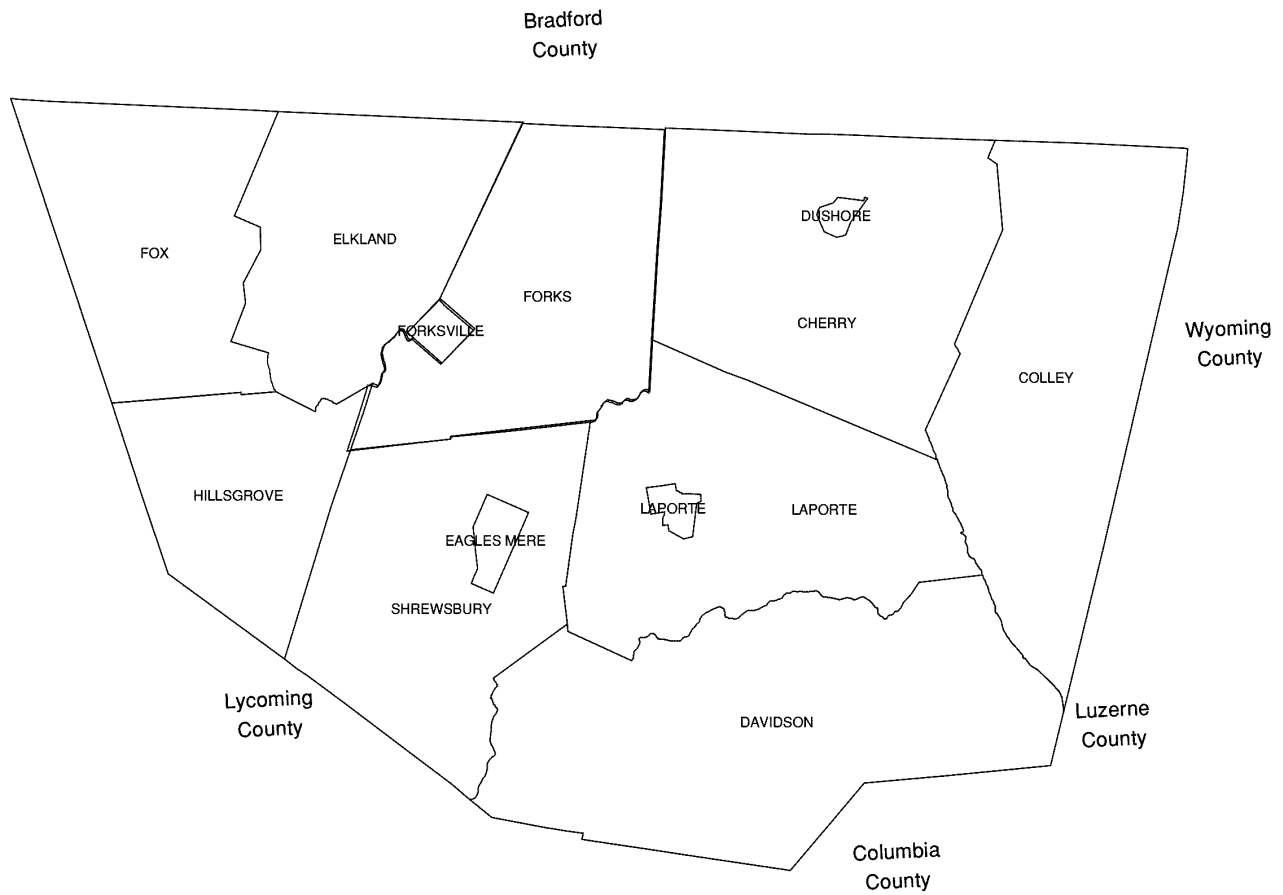 Bradford
County
DUSHORE
ELKLAND
FOX
FORKS
CHERRY
FORKSVILLE
Wyoming
County
COLLEY
HILLSGROVE
LAPORTE
LAPORTE
EAGLES MERE
SHREWSBURY
Lycoming
County
DAVIDSON
Luzerne
County
Columbia
County